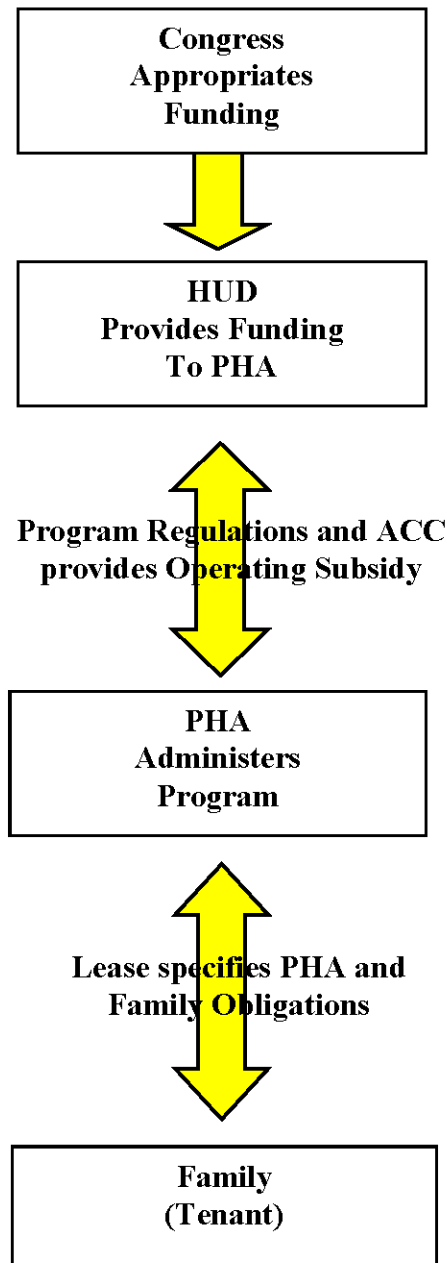 Congress
Appropriates
Funding
HUD
Provides Funding
To PHA
Program Regulations and ACC
provides Operating Subsidy
PHA
Administers
Program
Lease specifies PHA and
Family Obligations
Family
(Tenant)